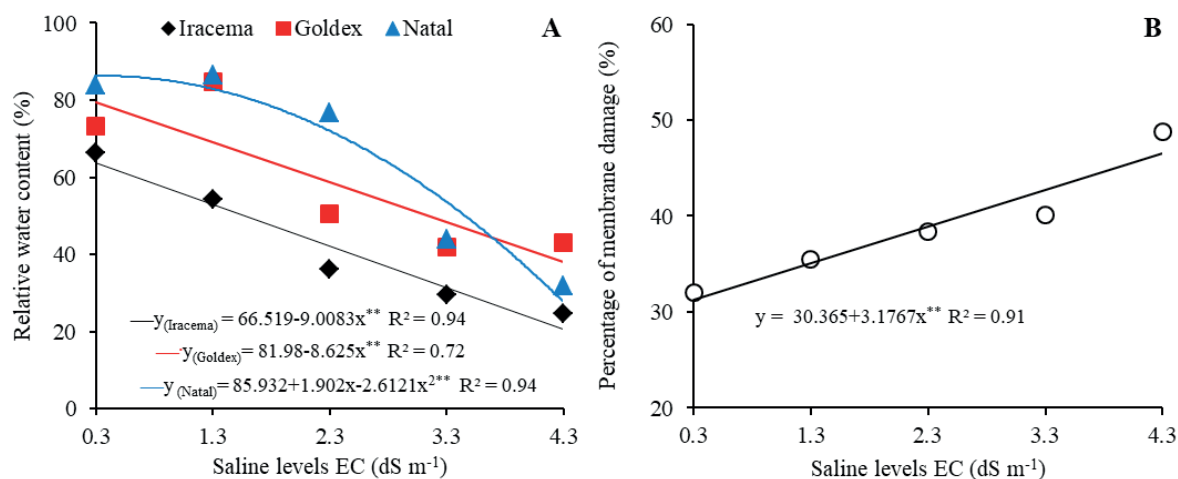 Iracema Goldex Natal A
Relative water content (%)
100
80
60
40
20
0
y(Iracema) = 66.519-9.0083x** R² = 0.94
y(Goldex)= 81.98-8.625x** R² = 0.72
y (Natal)= 85.932+1.902x-2.6121x²** R² = 0.94
0.3 1.3 2.3 3.3 4.3
Saline levels EC (dS m⁻¹)
B
Percentage of membrane damage (%)
60
50
40
30
20
y = 30.365+3.1767x** R² = 0.91
0.3 1.3 2.3 3.3 4.3
Saline levels EC (dS m⁻¹)